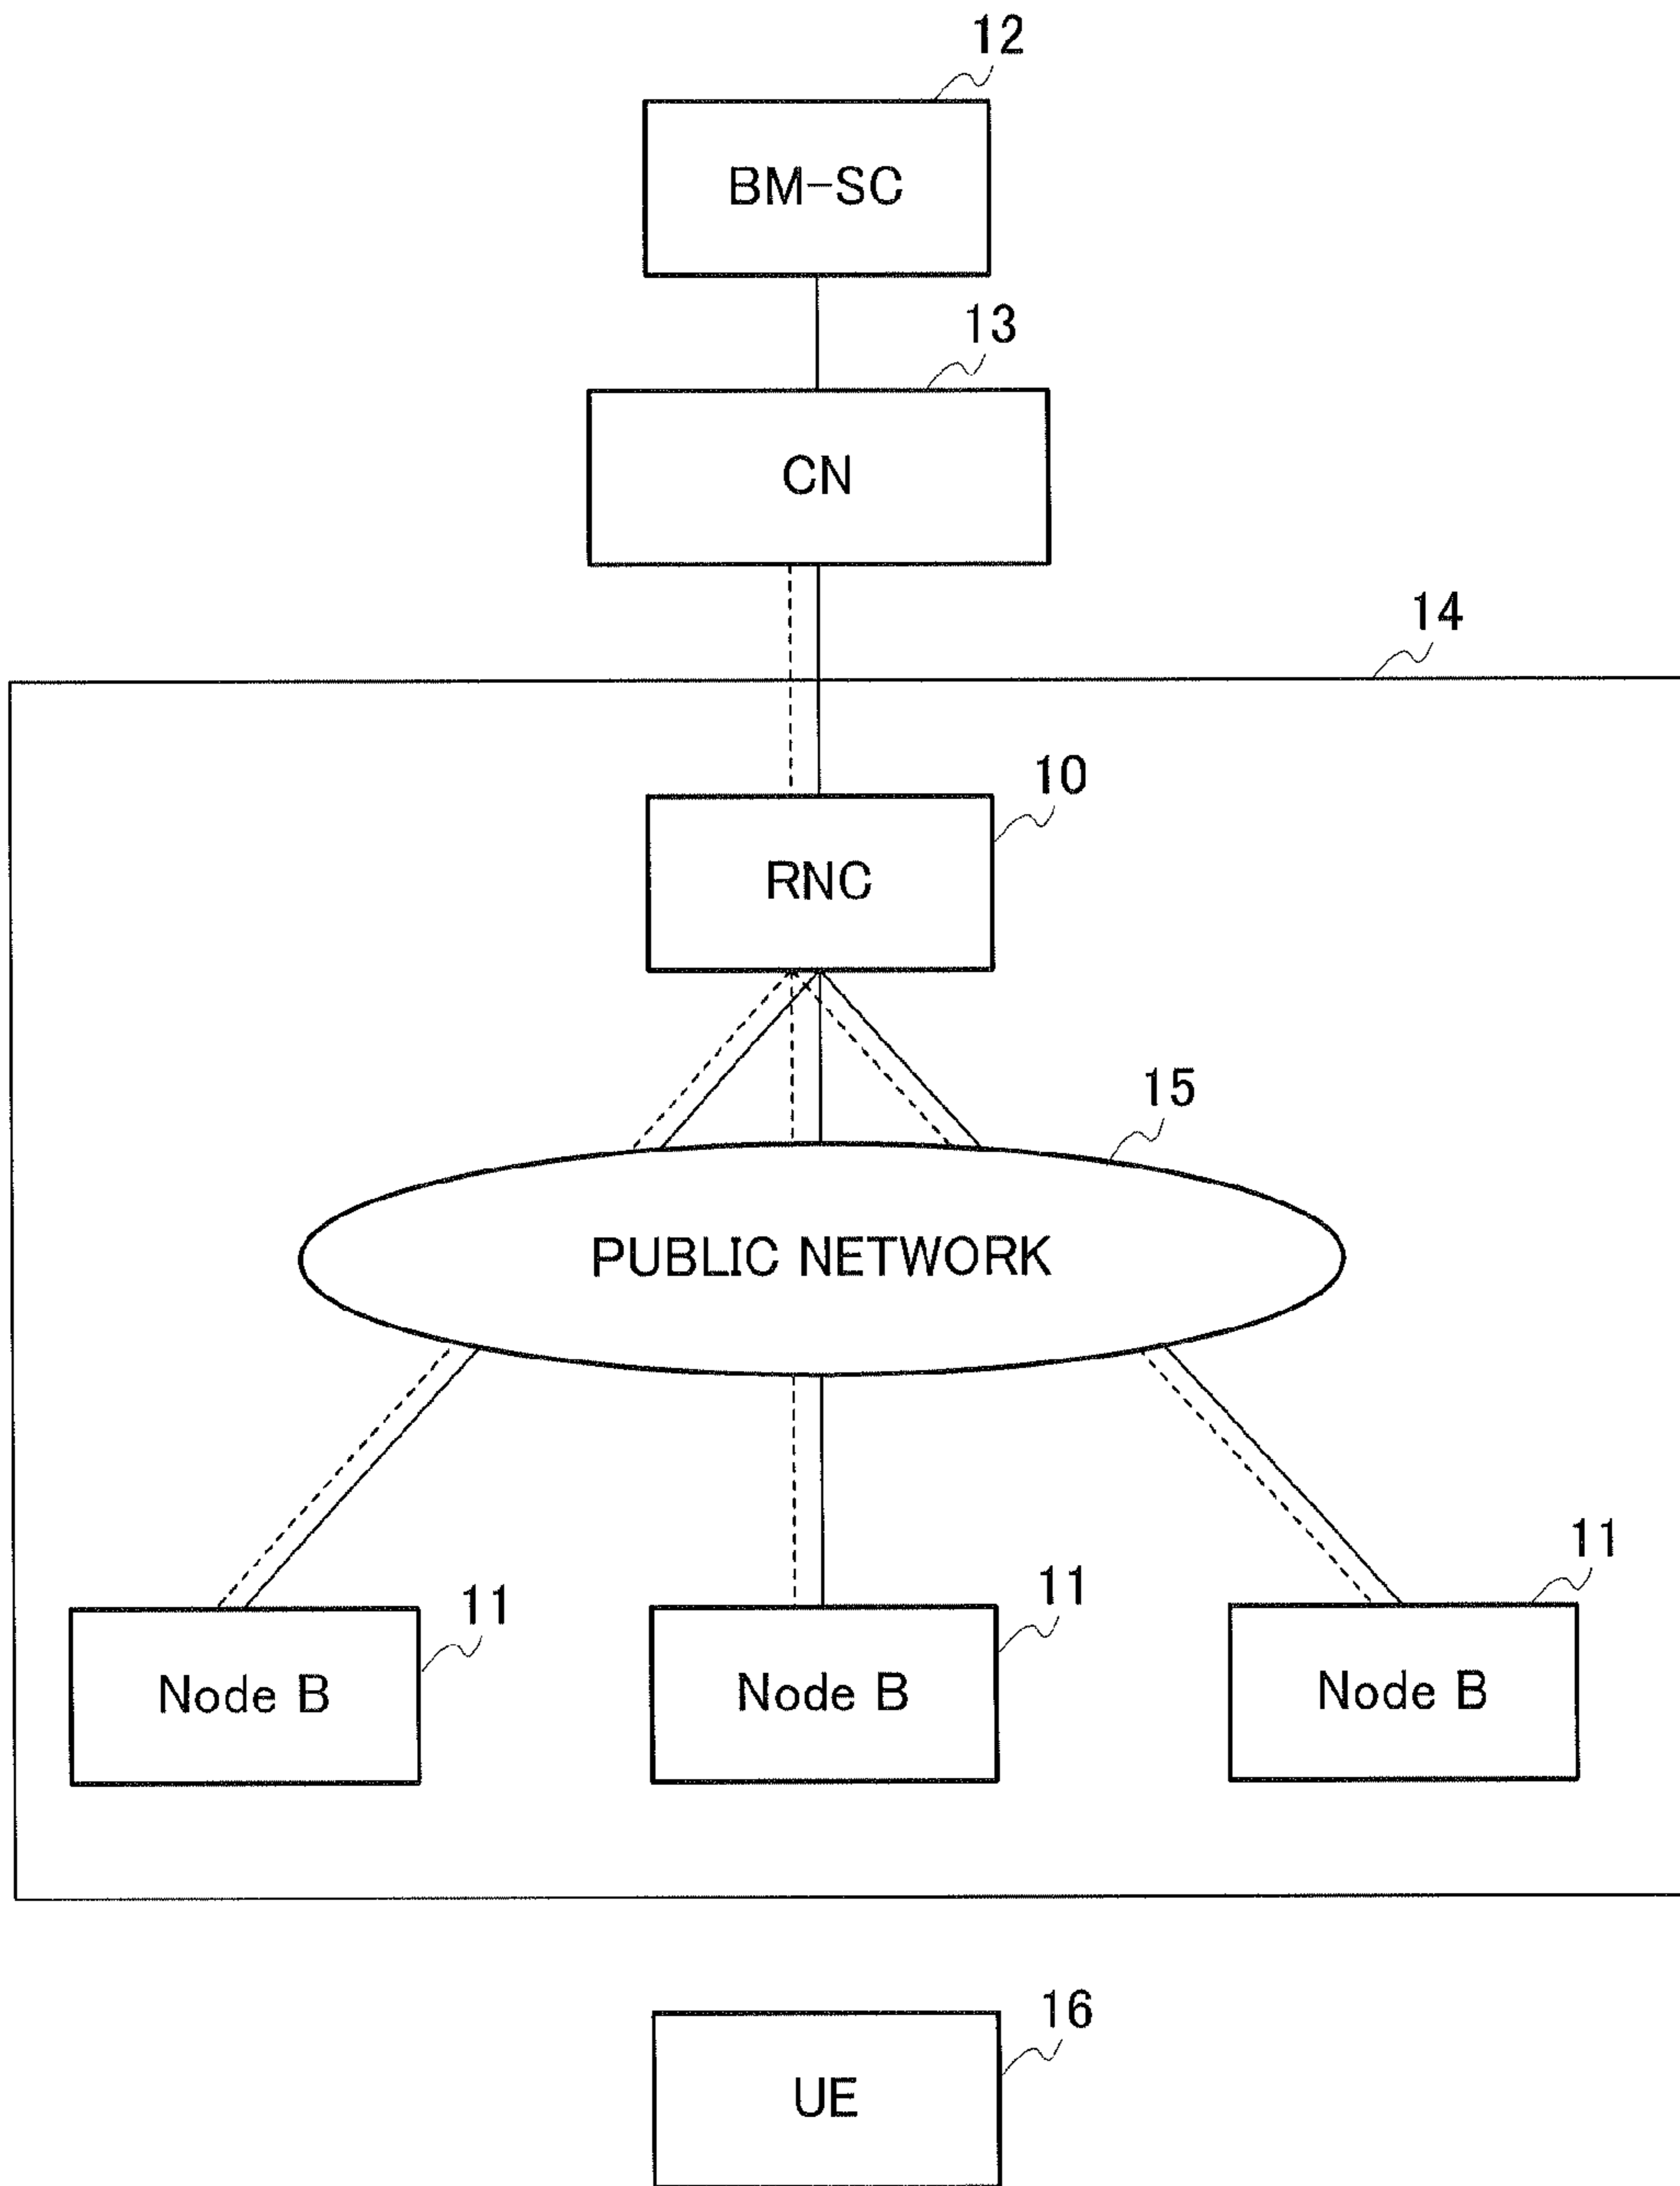 12
BM-SC
13
CN
14
10
RNC
15
PUBLIC NETWORK
11
11
11
Node B
Node B
Node B
16
UE